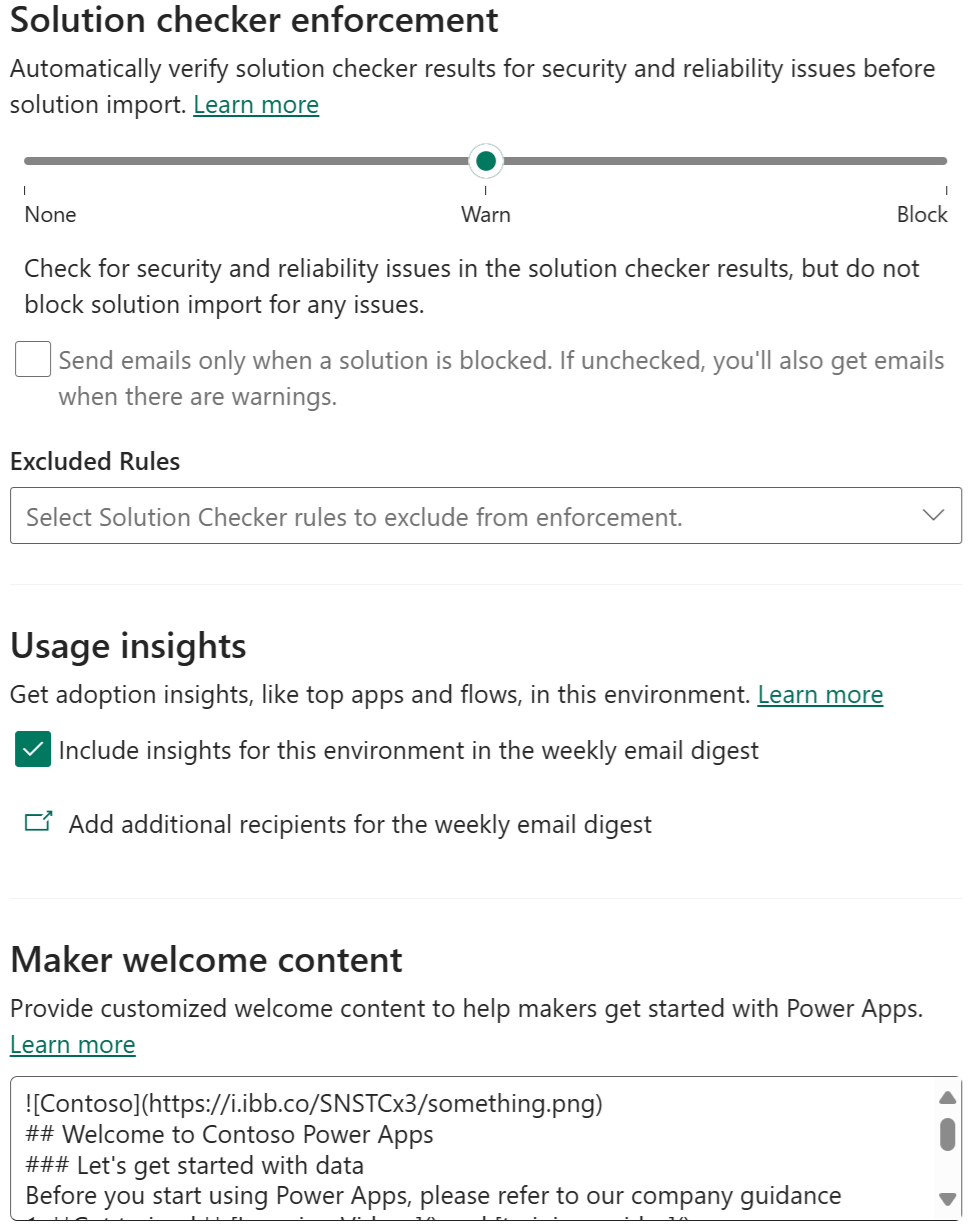 Solution checker enforcement
Automatically verify solution checker results for security and reliability issues before
solution import. Learn more
None
Warn
Block
Check for security and reliability issues in the solution checker results, but do not
block solution import for any issues.
Send emails only when a solution is blocked. If unchecked, you'll also get emails
when there are warnings.
Excluded Rules
Select Solution Checker rules to exclude from enforcement.
Usage insights
Get adoption insights, like top apps and flows, in this environment. Learn more
Include insights for this environment in the weekly email digest
Add additional recipients for the weekly email digest
Maker welcome content
Provide customized welcome content to help makers get started with Power Apps.
Learn more
![Contoso](https://i.ibb.co/SNSTCx3/something.png)
## Welcome to Contoso Power Apps
### Let's get started with data
Before you start using Power Apps, please refer to our company guidance